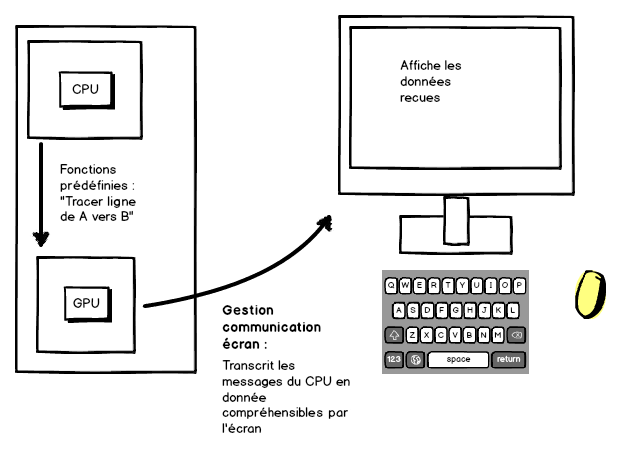 CPU
Fonctions
prédéfinies :
"Tracer ligne
de A vers B"
GPU
Gestion
communication
écran :
Transcrit les
messages du CPU en
donnée
compréhensibles par
l'écran
Affiche les
données
recues
Q W E R T Y U I O P
A S D F G H J K L
Z X C V B N M
123 space return